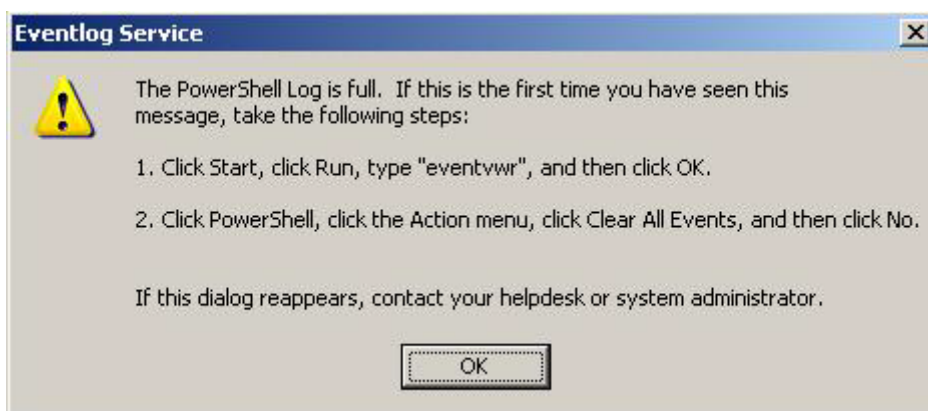 Eventlog Service
The PowerShell Log is full. If this is the first time you have seen this
message, take the following steps:
1. Click Start, click Run, type "eventvwr", and then click OK.
2. Click PowerShell, click the Action menu, click Clear All Events, and then click No.
If this dialog reappears, contact your helpdesk or system administrator.
OK